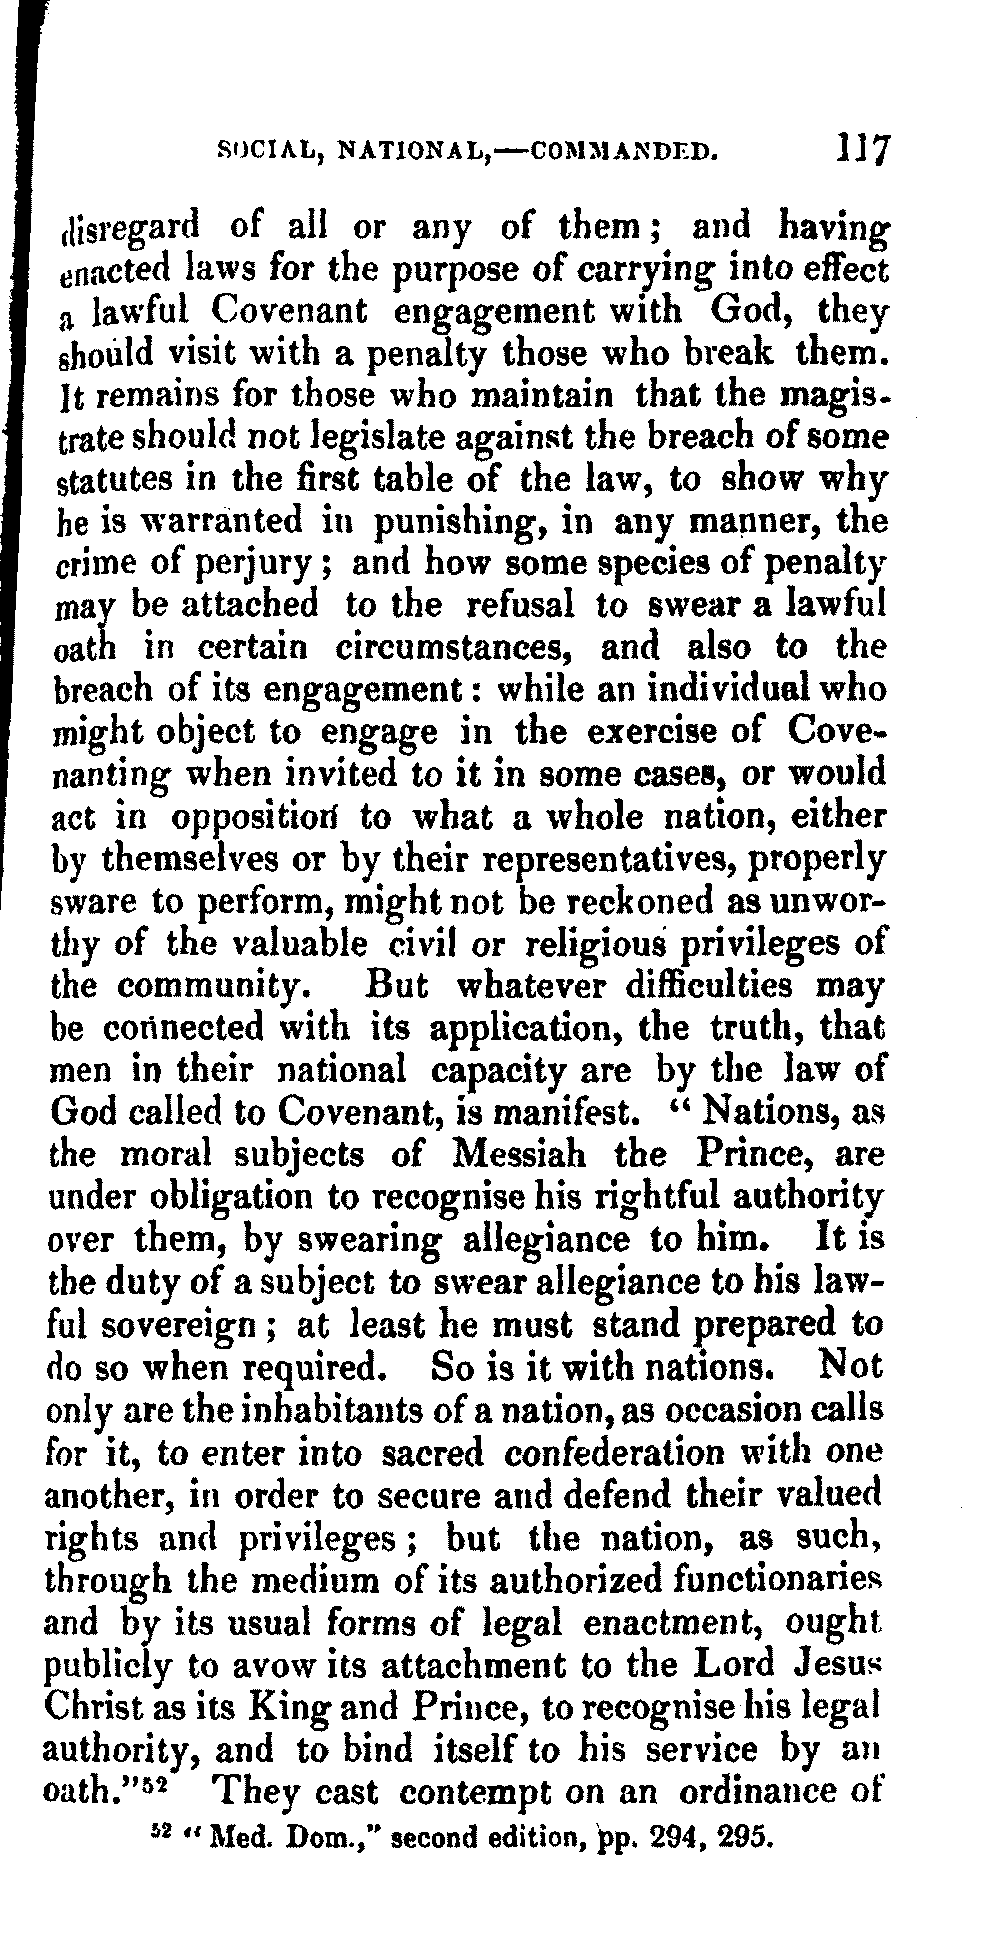 SOCIAL, NATIONAL,—COMMANDED. 117
disregard of all or any of them; and having
enacted laws for the purpose of carrying into effect
a lawful Covenant engagement with God, they
should visit with a penalty those who break them.
It remains for those who maintain that the magis-
trate should not legislate against the breach of some
statutes in the first table of the law, to show why
he is warranted in punishing, in any manner, the
crime of perjury; and how some species of penalty
may be attached to the refusal to swear a lawful
oath in certain circumstances, and also to the
breach of its engagement: while an individual who
might object to engage in the exercise of Cove-
nanting when invited to it in some cases, or would
act in opposition to what a whole nation, either
by themselves or by their representatives, properly
sware to perform, might not be reckoned as unwor-
thy of the valuable civil or religious privileges of
the community. But whatever difficulties may
be connected with its application, the truth, that
men in their national capacity are by the law of
God called to Covenant, is manifest. "Nations, as
the moral subjects of Messiah the Prince, are
under obligation to recognise his rightful authority
over them, by swearing allegiance to him. It is
the duty of a subject to swear allegiance to his law-
ful sovereign; at least he must stand prepared to
do so when required. So is it with nations. Not
only are the inhabitants of a nation, as occasion calls
for it, to enter into sacred confederation with one
another, in order to secure and defend their valued
rights and privileges; but the nation, as such,
through the medium of its authorized functionaries
and by its usual forms of legal enactment, ought
publicly to avow its attachment to the Lord Jesus
Christ as its King and Prince, to recognise his legal
authority, and to bind itself to his service by an
oath."52 They cast contempt on an ordinance of
52 "Med. Dom.," second edition, pp. 294, 295.